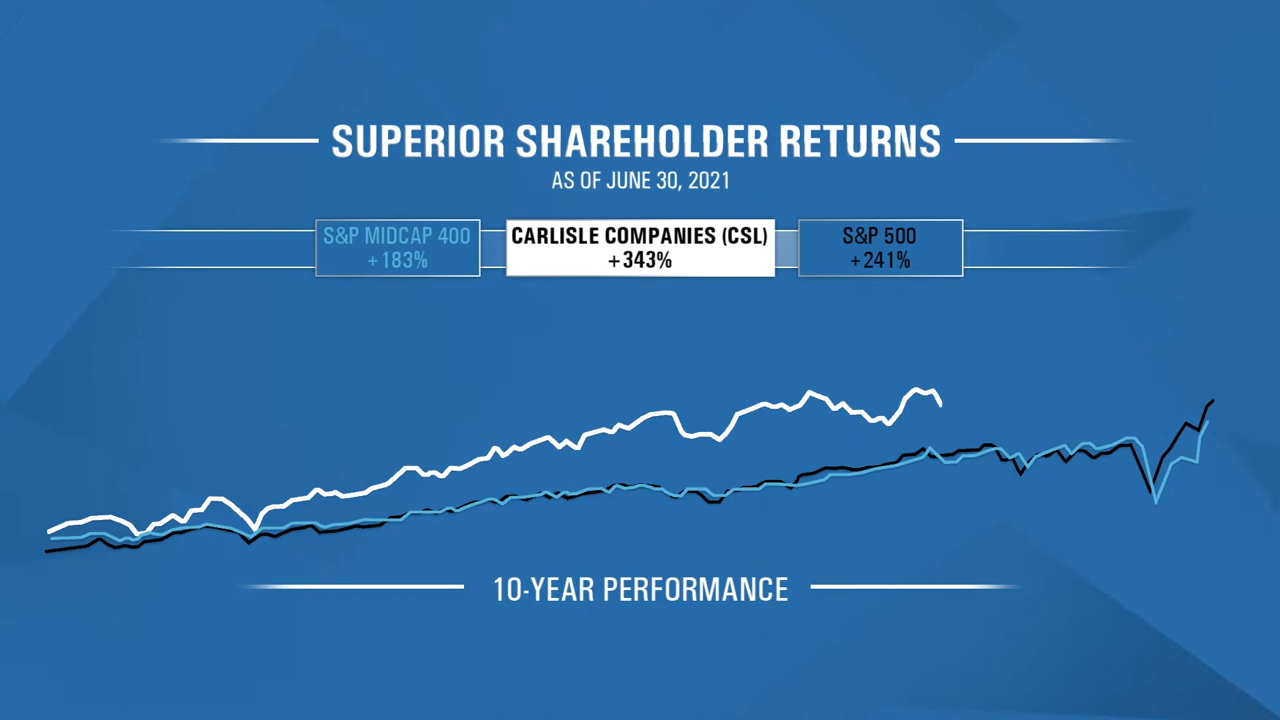 SUPERIOR SHAREHOLDER RETURNS
AS OF JUNE 30, 2021
S&P MIDCAP 400
+183%
CARLISLE COMPANIES (CSL)
+343%
S&P 500
+241%
10-YEAR PERFORMANCE